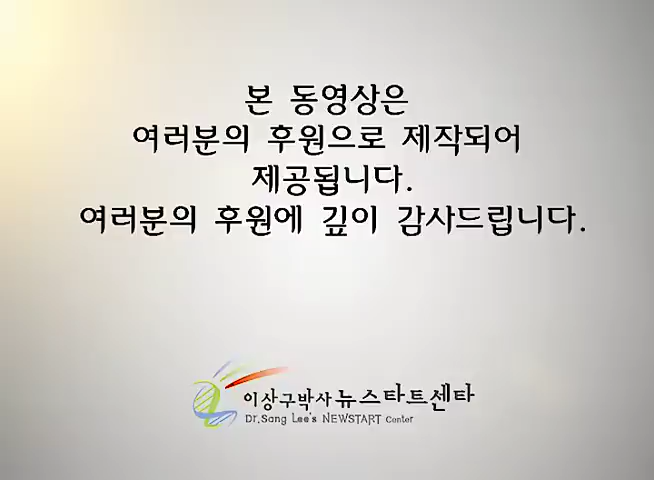 본 동영상은
여러분의 후원으로 제작되어
제공됩니다.
여러분의 후원에 깊이 감사드립니다.
이상구박사 뉴스타트센타
Dr.Sang Lee's NEWSTART Center